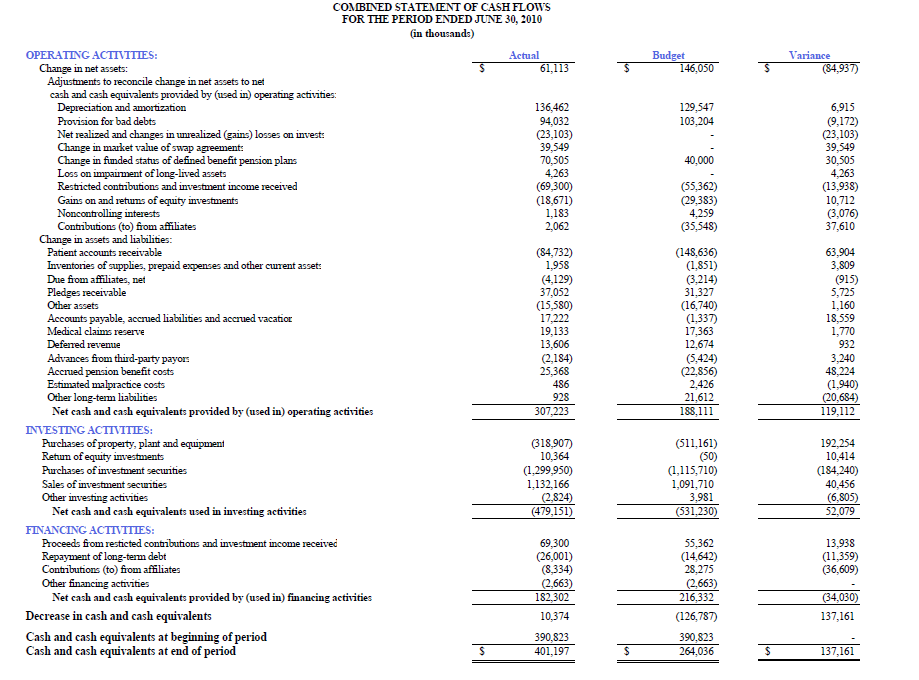 COMBINED STATEMENT OF CASH FLOWS
FOR THE PERIOD ENDED JUNE 30, 2010
(in thousands)
OPERATING ACTIVITIES: Actual Budget Variance
Change in net assets: $ 61,113 $ 146,050 $ (84,937)
Adjustments to reconcile change in net assets to net
cash and cash equivalents provided by (used in) operating activities:
Depreciation and amortization 136,462 129,547 6,915
Provision for bad debts 94,032 103,204 (9,172)
Net realized and changes in unrealized (gains) losses on invests (23,103) - (23,103)
Change in market value of swap agreements 39,549 - 39,549
Change in funded status of defined benefit pension plans 70,505 40,000 30,505
Loss on impairment of long-lived assets 4,263 - 4,263
Restricted contributions and investment income received (69,300) (55,362) (13,938)
Gains on and returns of equity investments (18,671) (29,383) 10,712
Noncontrolling interests 1,183 4,259 (3,076)
Contributions (to) from affiliates 2,062 (35,548) 37,610
Change in assets and liabilities:
Patient accounts receivable (84,732) (148,636) 63,904
Inventories of supplies, prepaid expenses and other current assets 1,958 (1,851) 3,809
Due from affiliates, net (4,129) (3,214) (915)
Pledges receivable 37,052 31,327 5,725
Other assets (15,580) (16,740) 1,160
Accounts payable, accrued liabilities and accrued vacation 17,222 (1,337) 18,559
Medical claims reserve 19,133 17,363 1,770
Deferred revenue 13,606 12,674 932
Advances from third-party payors (2,184) (5,424) 3,240
Accrued pension benefit costs 25,368 (22,856) 48,224
Estimated malpractice costs 486 2,426 (1,940)
Other long-term liabilities 928 21,612 (20,684)
Net cash and cash equivalents provided by (used in) operating activities 307,223 188,111 119,112
INVESTING ACTIVITIES:
Purchases of property, plant and equipment (318,907) (511,161) 192,254
Return of equity investments 10,364 (50) 10,414
Purchases of investment securities (1,299,950) (1,115,710) (184,240)
Sales of investment securities 1,132,166 1,091,710 40,456
Other investing activities (2,824) 3,981 (6,805)
Net cash and cash equivalents used in investing activities (479,151) (531,230) 52,079
FINANCING ACTIVITIES:
Proceeds from resticted contributions and investment income received 69,300 55,362 13,938
Repayment of long-term debt (26,001) (14,642) (11,359)
Contributions (to) from affiliates (8,334) 28,275 (36,609)
Other financing activities (2,663) (2,663) -
Net cash and cash equivalents provided by (used in) financing activities 182,302 216,332 (34,030)
Decrease in cash and cash equivalents 10,374 (126,787) 137,161
Cash and cash equivalents at beginning of period 390,823 390,823 -
Cash and cash equivalents at end of period $ 401,197 $ 264,036 $ 137,161